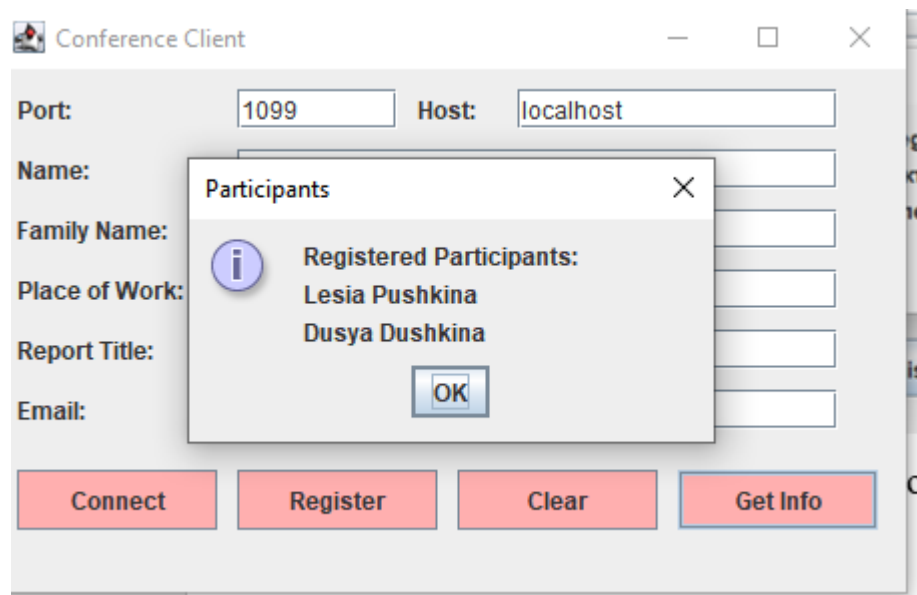 Conference Client
Port: 1099 Host: localhost
Name:
Family Name:
Place of Work:
Report Title:
Email:
Participants
Registered Participants:
Lesia Pushkina
Dusya Dushkina
OK
Connect Register Clear Get Info